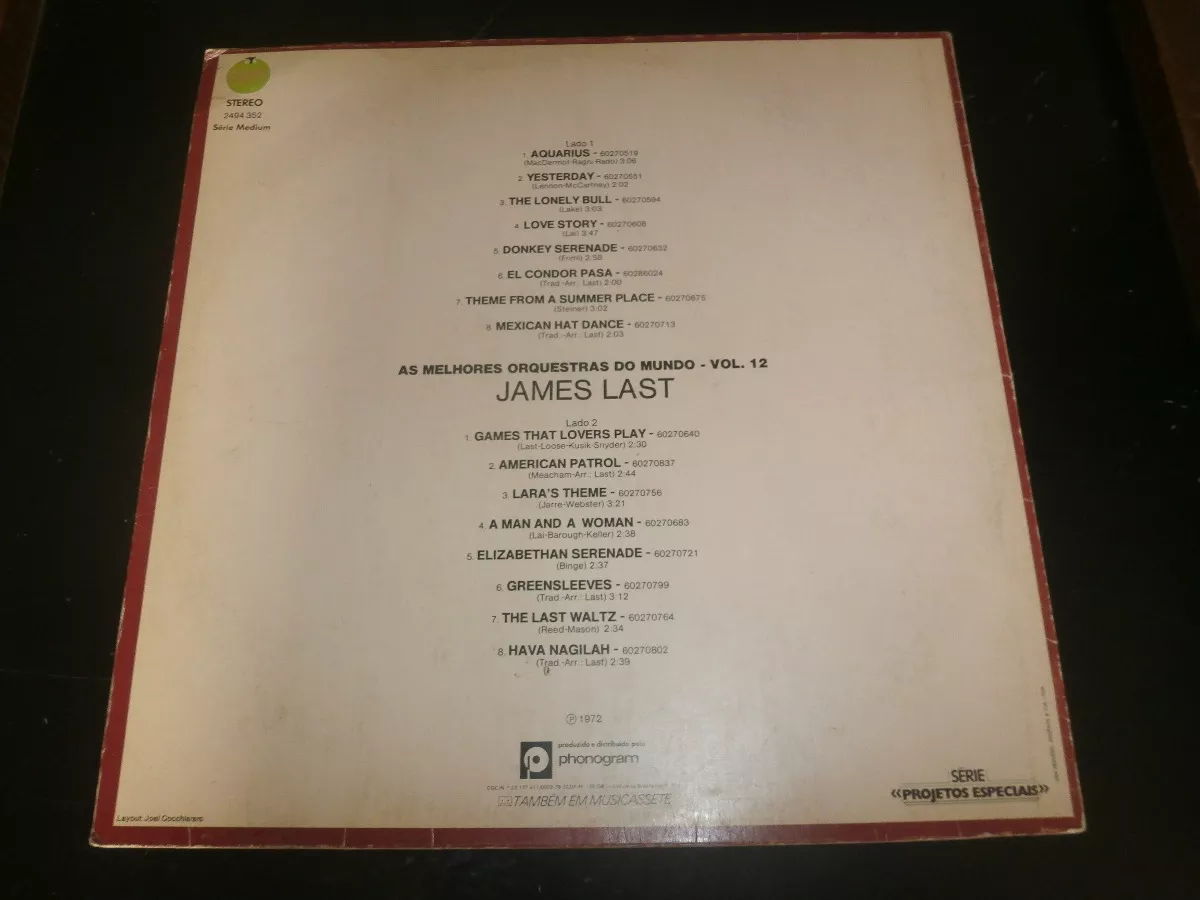 STEREO
2494 352
Série Medium
Lado 1
1. AQUARIUS - 60270519
(MacDermot-Ragni-Rado) 3:06
2. YESTERDAY - 60270551
(Lennon-McCartney) 2:02
3. THE LONELY BULL - 60270594
(Lake) 3:03
4. LOVE STORY - 60270608
(Lai) 3:47
5. DONKEY SERENADE - 60270632
(Friml) 2:58
6. EL CONDOR PASA - 60286024
(Trad.-Arr.: Last) 2:00
7. THEME FROM A SUMMER PLACE - 60270675
(Steiner) 3:02
8. MEXICAN HAT DANCE - 60270713
(Trad.-Arr.: Last) 2:03
AS MELHORES ORQUESTRAS DO MUNDO - VOL. 12
JAMES LAST
Lado 2
1. GAMES THAT LOVERS PLAY - 60270640
(Last-Loose-Kusik-Snyder) 2:30
2. AMERICAN PATROL - 60270837
(Meacham-Arr.: Last) 2:44
3. LARA'S THEME - 60270756
(Jarre-Webster) 3:21
4. A MAN AND A WOMAN - 60270683
(Lai-Barough-Keller) 2:38
5. ELIZABETHAN SERENADE - 60270721
(Binge) 2:37
6. GREENSLEEVES - 60270799
(Trad.-Arr.: Last) 3:12
7. THE LAST WALTZ - 60270764
(Reed-Mason) 2:34
8. HAVA NAGILAH - 60270802
(Trad.-Arr.: Last) 2:39
℗ 1972
produzido e distribuído pela
phonogram
TAMBÉM EM MUSICASSETE
SÉRIE
«PROJETOS ESPECIAIS»
Layout: Joel Cocchiararo